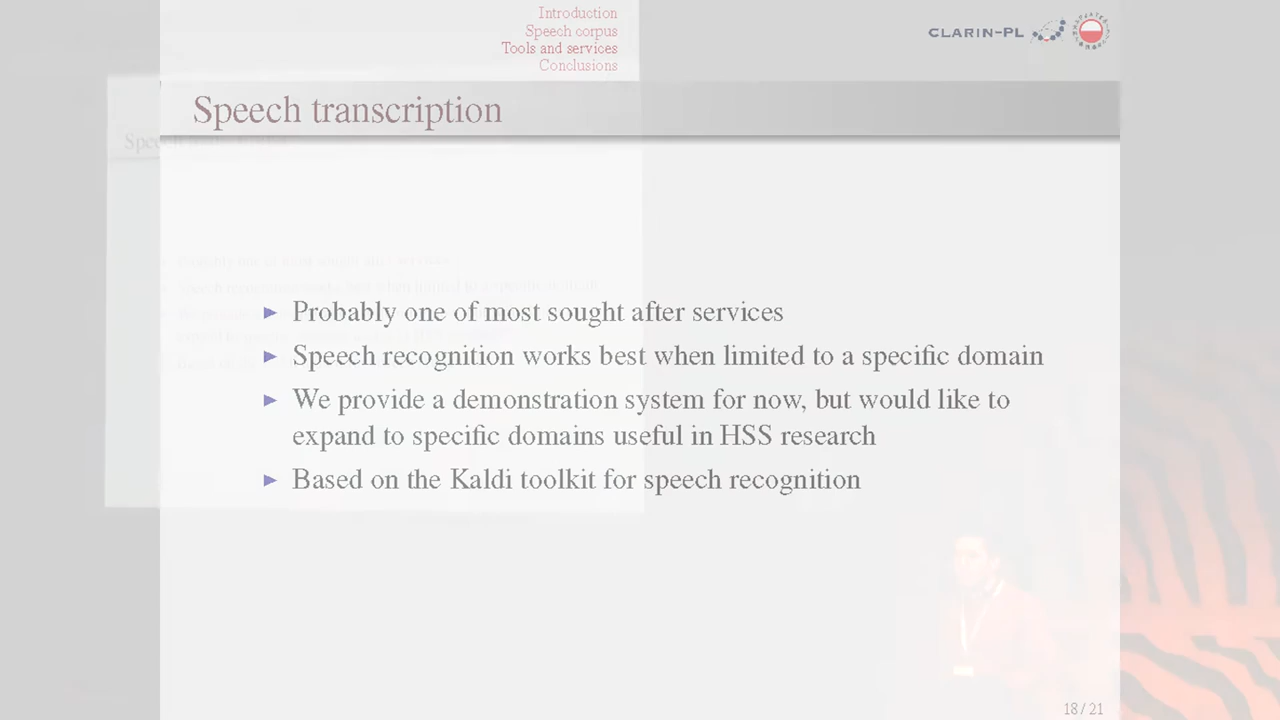 Introduction
Speech corpus
Tools and services
Conclusions
CLARIN-PL
Speech transcription
Probably one of most sought after services
Speech recognition works best when limited to a specific domain
We provide a demonstration system for now, but would like to
expand to specific domains useful in HSS research
Based on the Kaldi toolkit for speech recognition
18 / 21